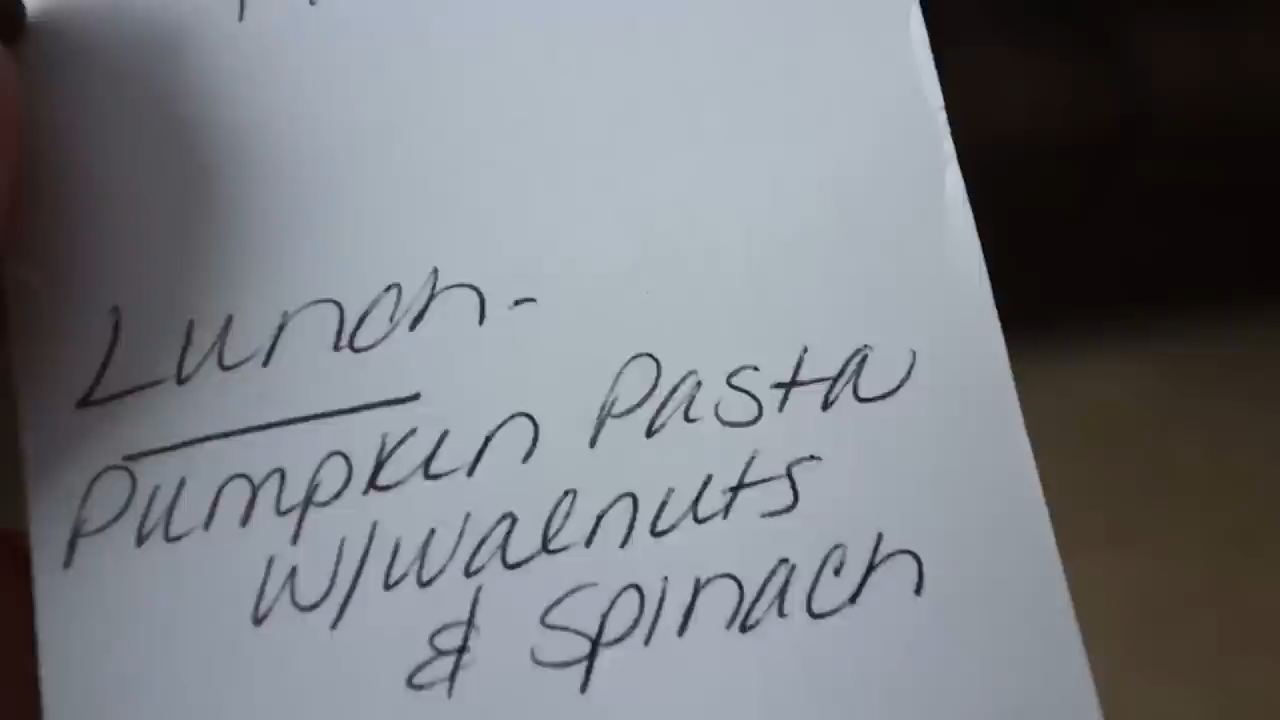 Lunch-
Pumpkin Pasta
w/walnuts
& Spinach